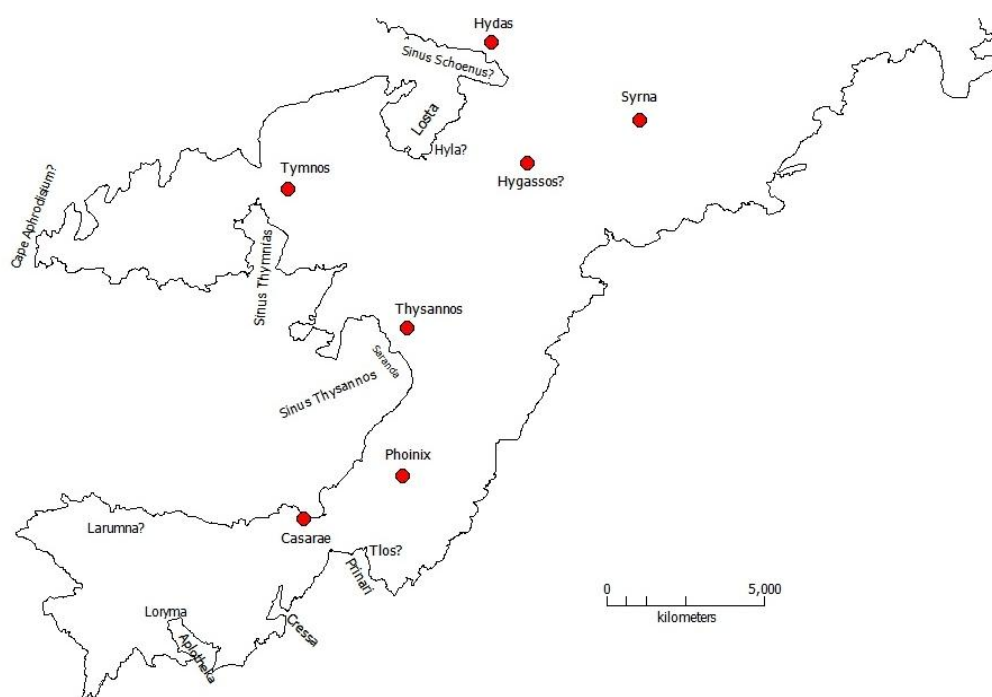 Hydas
Sinus Schoenus?
Syrna
Losta
Hyla?
Hygassos?
Tymnos
Cape Aphrodisium?
Sinus Thymnias
Thysannos
Saranda
Sinus Thysannos
Phoinix
Larumna?
Casarae
Tlos?
Prinari
Loryma
Aplotheka
Cressa
0 5,000
kilometers